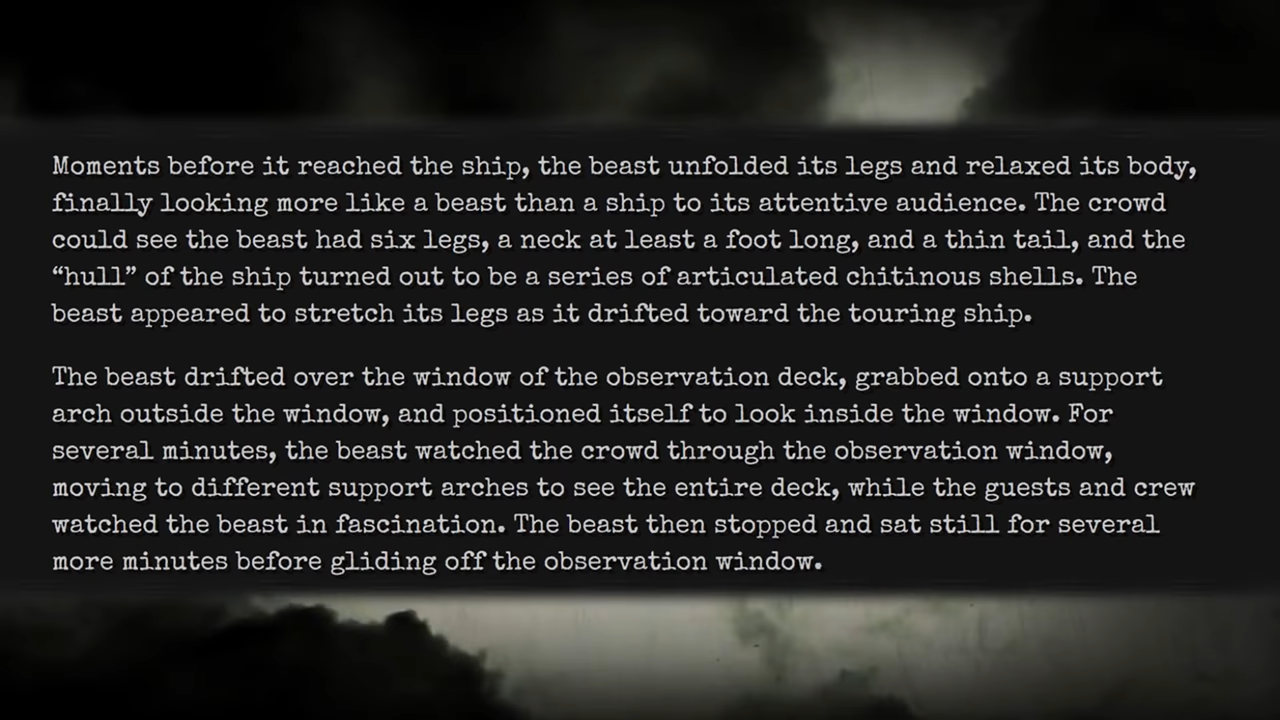 Moments before it reached the ship, the beast unfolded its legs and relaxed its body,
finally looking more like a beast than a ship to its attentive audience. The crowd
could see the beast had six legs, a neck at least a foot long, and a thin tail, and the
“hull” of the ship turned out to be a series of articulated chitinous shells. The
beast appeared to stretch its legs as it drifted toward the touring ship.
The beast drifted over the window of the observation deck, grabbed onto a support
arch outside the window, and positioned itself to look inside the window. For
several minutes, the beast watched the crowd through the observation window,
moving to different support arches to see the entire deck, while the guests and crew
watched the beast in fascination. The beast then stopped and sat still for several
more minutes before gliding off the observation window.